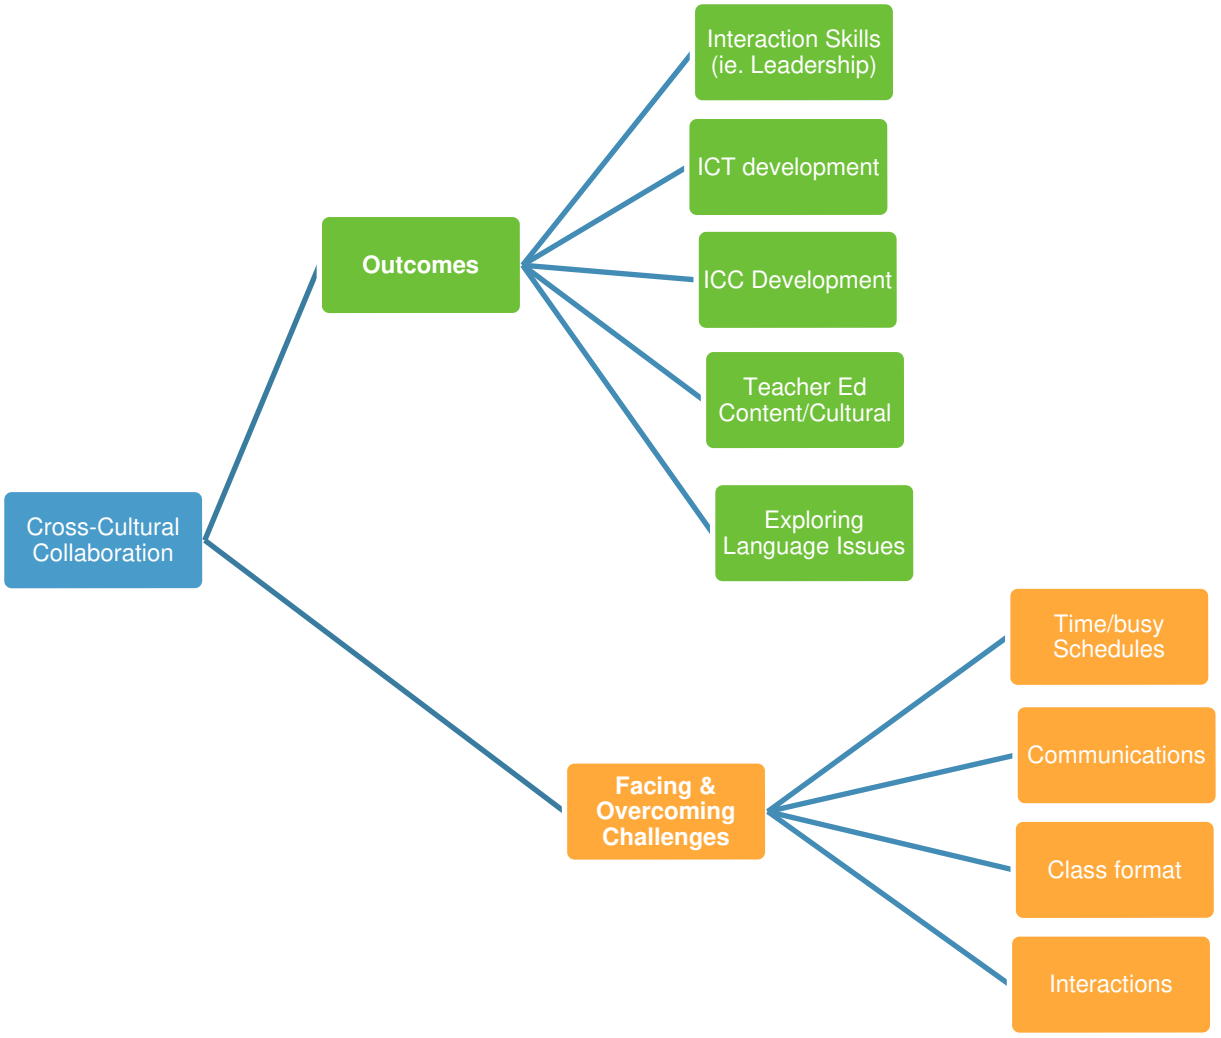 Interaction Skills
(ie. Leadership)
ICT development
Outcomes
ICC Development
Teacher Ed
Content/Cultural
Cross-Cultural
Collaboration
Exploring
Language Issues
Time/busy
Schedules
Communications
Facing &
Overcoming
Challenges
Class format
Interactions